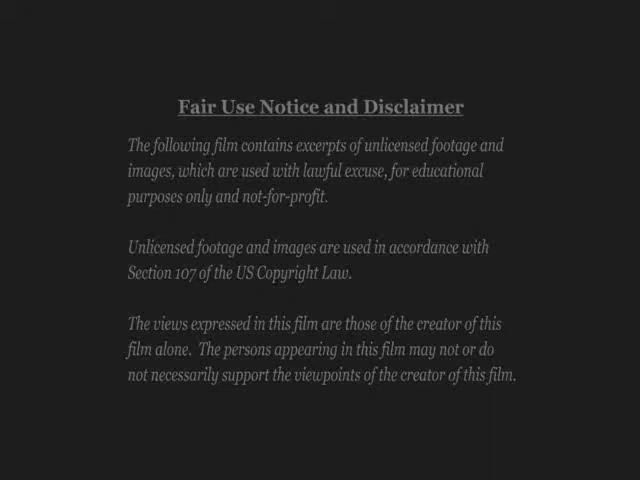 Fair Use Notice and Disclaimer
The following film contains excerpts of unlicensed footage and
images, which are used with lawful excuse, for educational
purposes only and not-for-profit.
Unlicensed footage and images are used in accordance with
Section 107 of the US Copyright Law.
The views expressed in this film are those of the creator of this
film alone.  The persons appearing in this film may not or do
not necessarily support the viewpoints of the creator of this film.